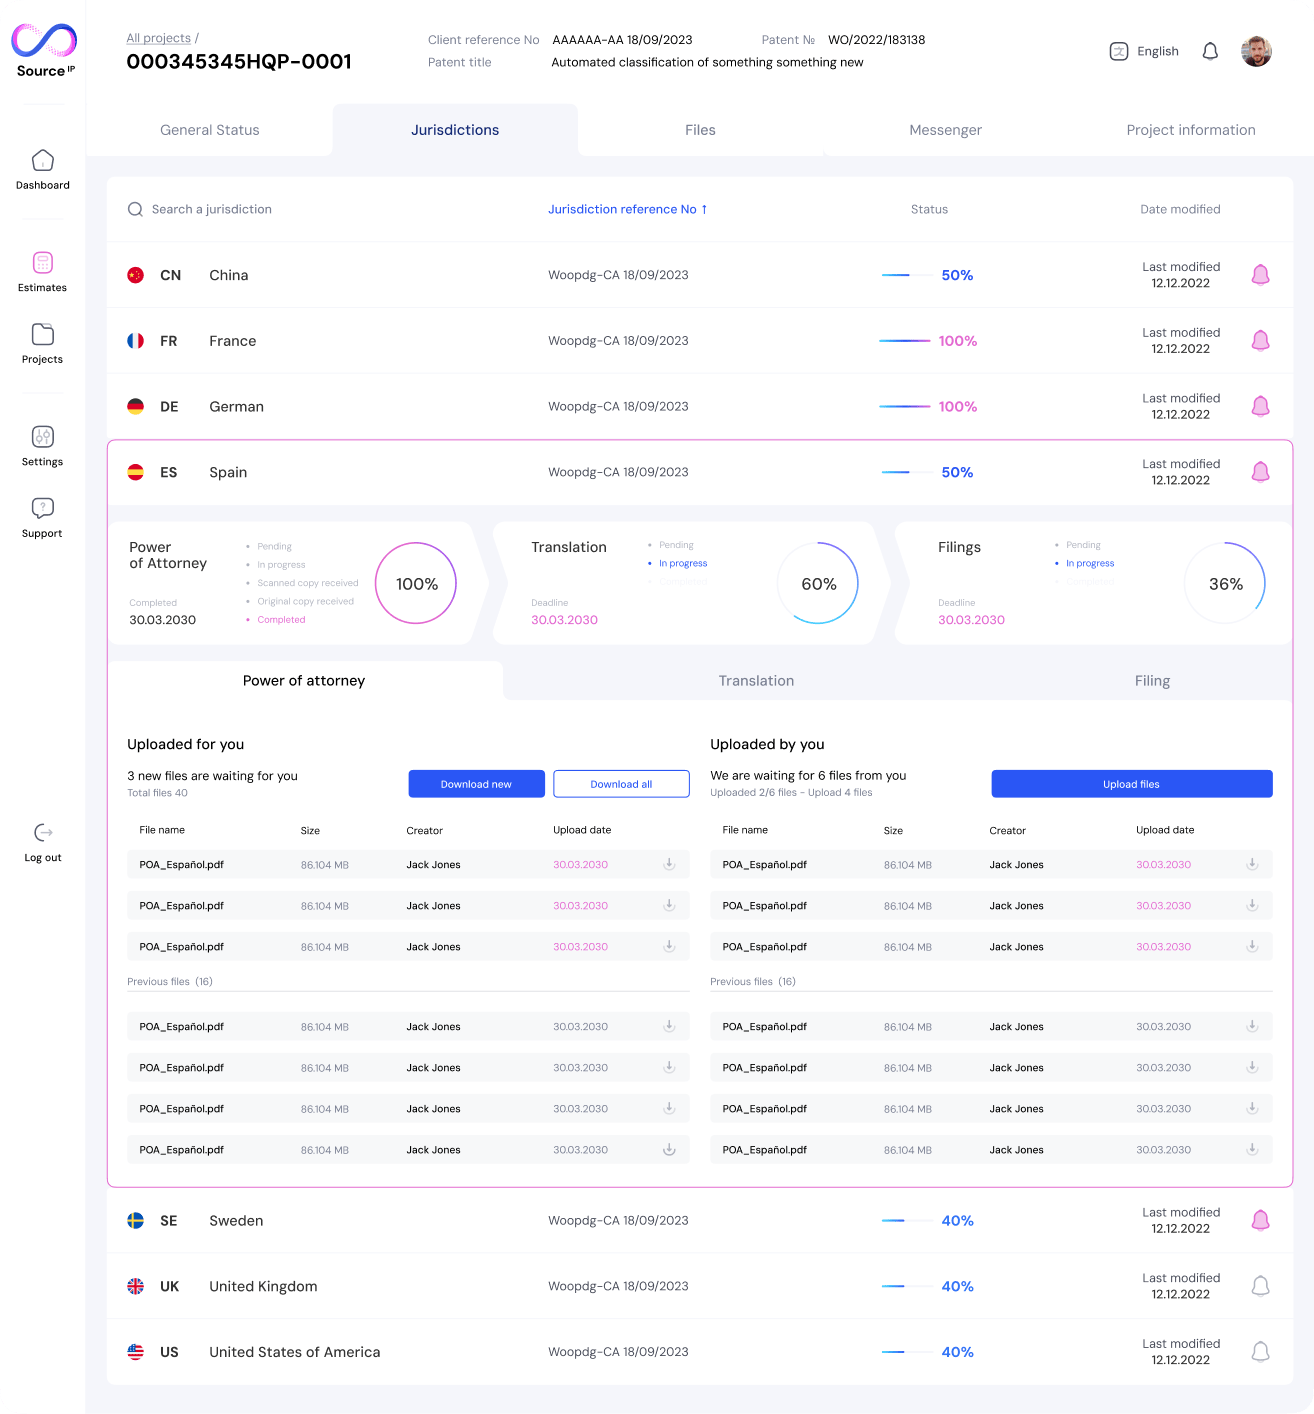 Source IP
Dashboard
Estimates
Projects
Settings
Support
Log out
All projects /
000345345HQP-0001
Client reference No AAAAAA-AA 18/09/2023
Patent № WO/2022/183138
Patent title Automated classification of something something new
English
General Status
Jurisdictions
Files
Messenger
Project information
Search a jurisdiction
Jurisdiction reference No ↑
Status
Date modified
CN China Woopdg-CA 18/09/2023 50% Last modified
12.12.2022
FR France Woopdg-CA 18/09/2023 100% Last modified
12.12.2022
DE German Woopdg-CA 18/09/2023 100% Last modified
12.12.2022
ES Spain Woopdg-CA 18/09/2023 50% Last modified
12.12.2022
Power
of Attorney
Completed
30.03.2030
Pending
In progress
Scanned copy received
Original copy received
Completed
100%
Translation
Deadline
30.03.2030
Pending
In progress
Completed
60%
Filings
Deadline
30.03.2030
Pending
In progress
Completed
36%
Power of attorney
Translation
Filing
Uploaded for you
3 new files are waiting for you
Total files 40
Download new
Download all
File name Size Creator Upload date
POA_Español.pdf 86.104 MB Jack Jones 30.03.2030
POA_Español.pdf 86.104 MB Jack Jones 30.03.2030
POA_Español.pdf 86.104 MB Jack Jones 30.03.2030
Previous files (16)
POA_Español.pdf 86.104 MB Jack Jones 30.03.2030
POA_Español.pdf 86.104 MB Jack Jones 30.03.2030
POA_Español.pdf 86.104 MB Jack Jones 30.03.2030
POA_Español.pdf 86.104 MB Jack Jones 30.03.2030
Uploaded by you
We are waiting for 6 files from you
Uploaded 2/6 files - Upload 4 files
Upload files
File name Size Creator Upload date
POA_Español.pdf 86.104 MB Jack Jones 30.03.2030
POA_Español.pdf 86.104 MB Jack Jones 30.03.2030
POA_Español.pdf 86.104 MB Jack Jones 30.03.2030
Previous files (16)
POA_Español.pdf 86.104 MB Jack Jones 30.03.2030
POA_Español.pdf 86.104 MB Jack Jones 30.03.2030
POA_Español.pdf 86.104 MB Jack Jones 30.03.2030
POA_Español.pdf 86.104 MB Jack Jones 30.03.2030
SE Sweden Woopdg-CA 18/09/2023 40% Last modified
12.12.2022
UK United Kingdom Woopdg-CA 18/09/2023 40% Last modified
12.12.2022
US United States of America Woopdg-CA 18/09/2023 40% Last modified
12.12.2022